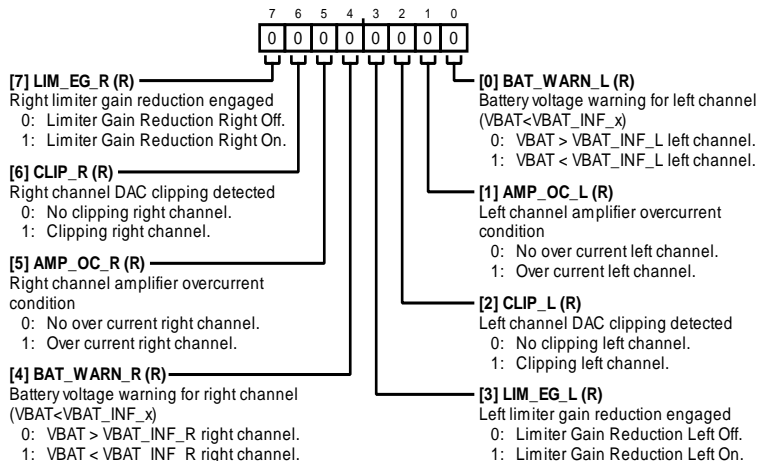 7 6 5 4 3 2 1 0
0 0 0 0 0 0 0 0
[7] LIM_EG_R (R)
Right limiter gain reduction engaged
0: Limiter Gain Reduction Right Off.
1: Limiter Gain Reduction Right On.
[6] CLIP_R (R)
Right channel DAC clipping detected
0: No clipping right channel.
1: Clipping right channel.
[5] AMP_OC_R (R)
Right channel amplifier overcurrent
condition
0: No over current right channel.
1: Over current right channel.
[4] BAT_WARN_R (R)
Battery voltage warning for right channel
(VBAT<VBAT_INF_x)
0: VBAT > VBAT_INF_R right channel.
1: VBAT < VBAT_INF_R right channel.
[0] BAT_WARN_L (R)
Battery voltage warning for left channel
(VBAT<VBAT_INF_x)
0: VBAT > VBAT_INF_L left channel.
1: VBAT < VBAT_INF_L left channel.
[1] AMP_OC_L (R)
Left channel amplifier overcurrent
condition
0: No over current left channel.
1: Over current left channel.
[2] CLIP_L (R)
Left channel DAC clipping detected
0: No clipping left channel.
1: Clipping left channel.
[3] LIM_EG_L (R)
Left limiter gain reduction engaged
0: Limiter Gain Reduction Left Off.
1: Limiter Gain Reduction Left On.